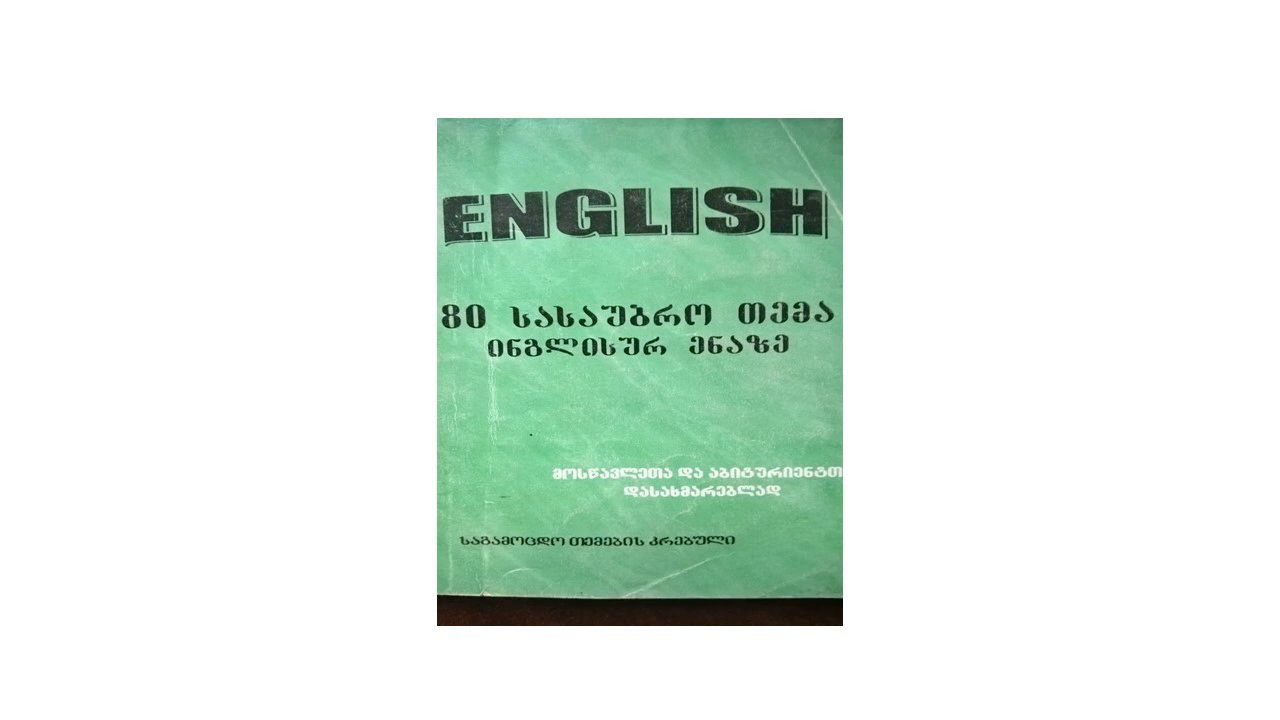 ENGLISH
80 სასაუბრო თემა
ინგლისურ ენაზე
მოსწავლეთა და აბიტურიენტთ
დასახმარებლად
საგამოცდო თემების კრებული